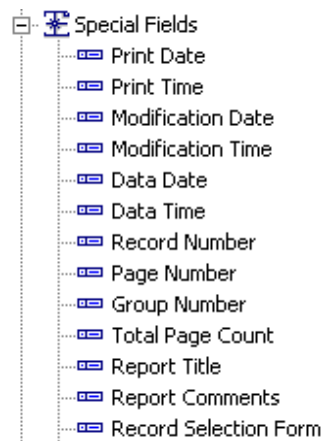 Special Fields
Print Date
Print Time
Modification Date
Modification Time
Data Date
Data Time
Record Number
Page Number
Group Number
Total Page Count
Report Title
Report Comments
Record Selection Form